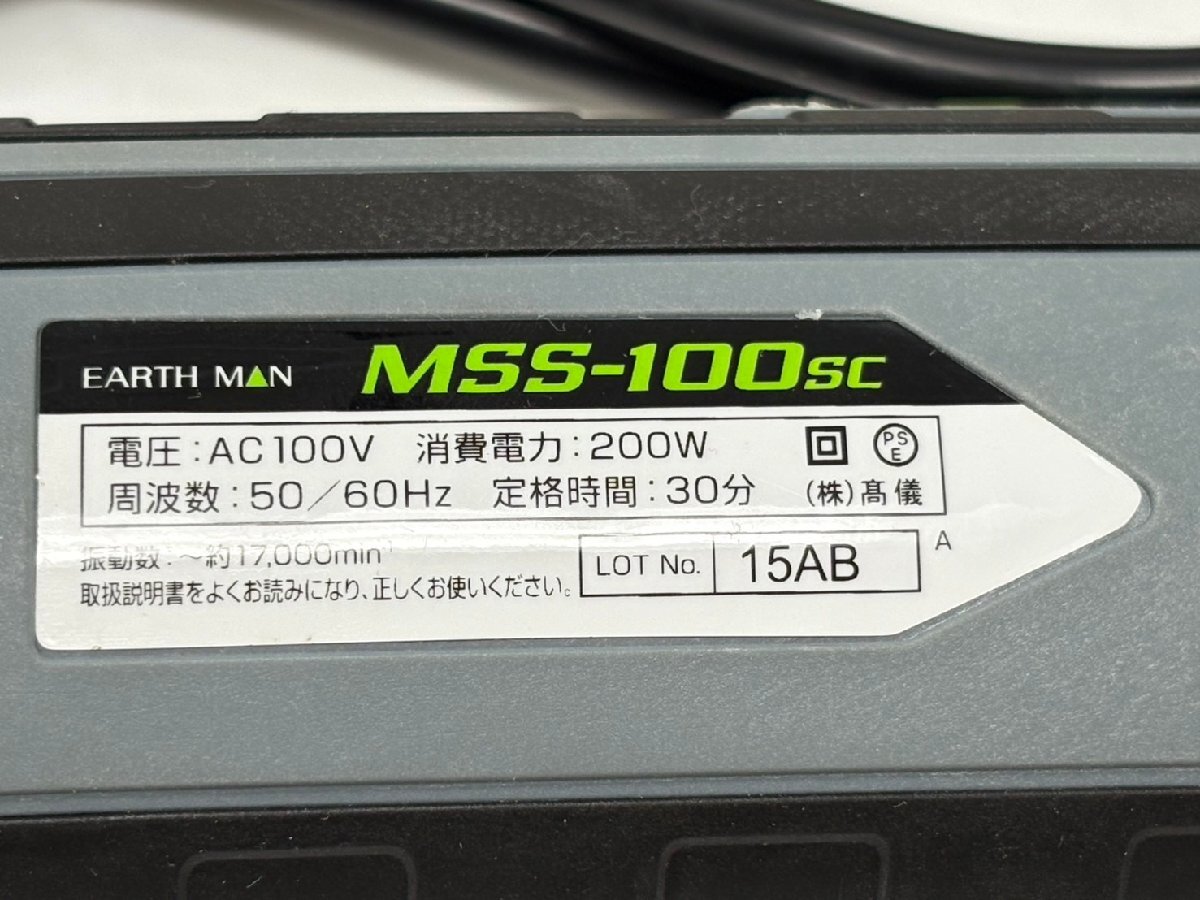 EARTH MAN MSS-100SC
電圧：AC100V 消費電力：200W
PS E
周波数：50／60Hz 定格時間：30分 (株)髙儀
振動数：～約17,000min⁻¹
取扱説明書をよくお読みになり、正しくお使いください。
LOT No. 15AB
A